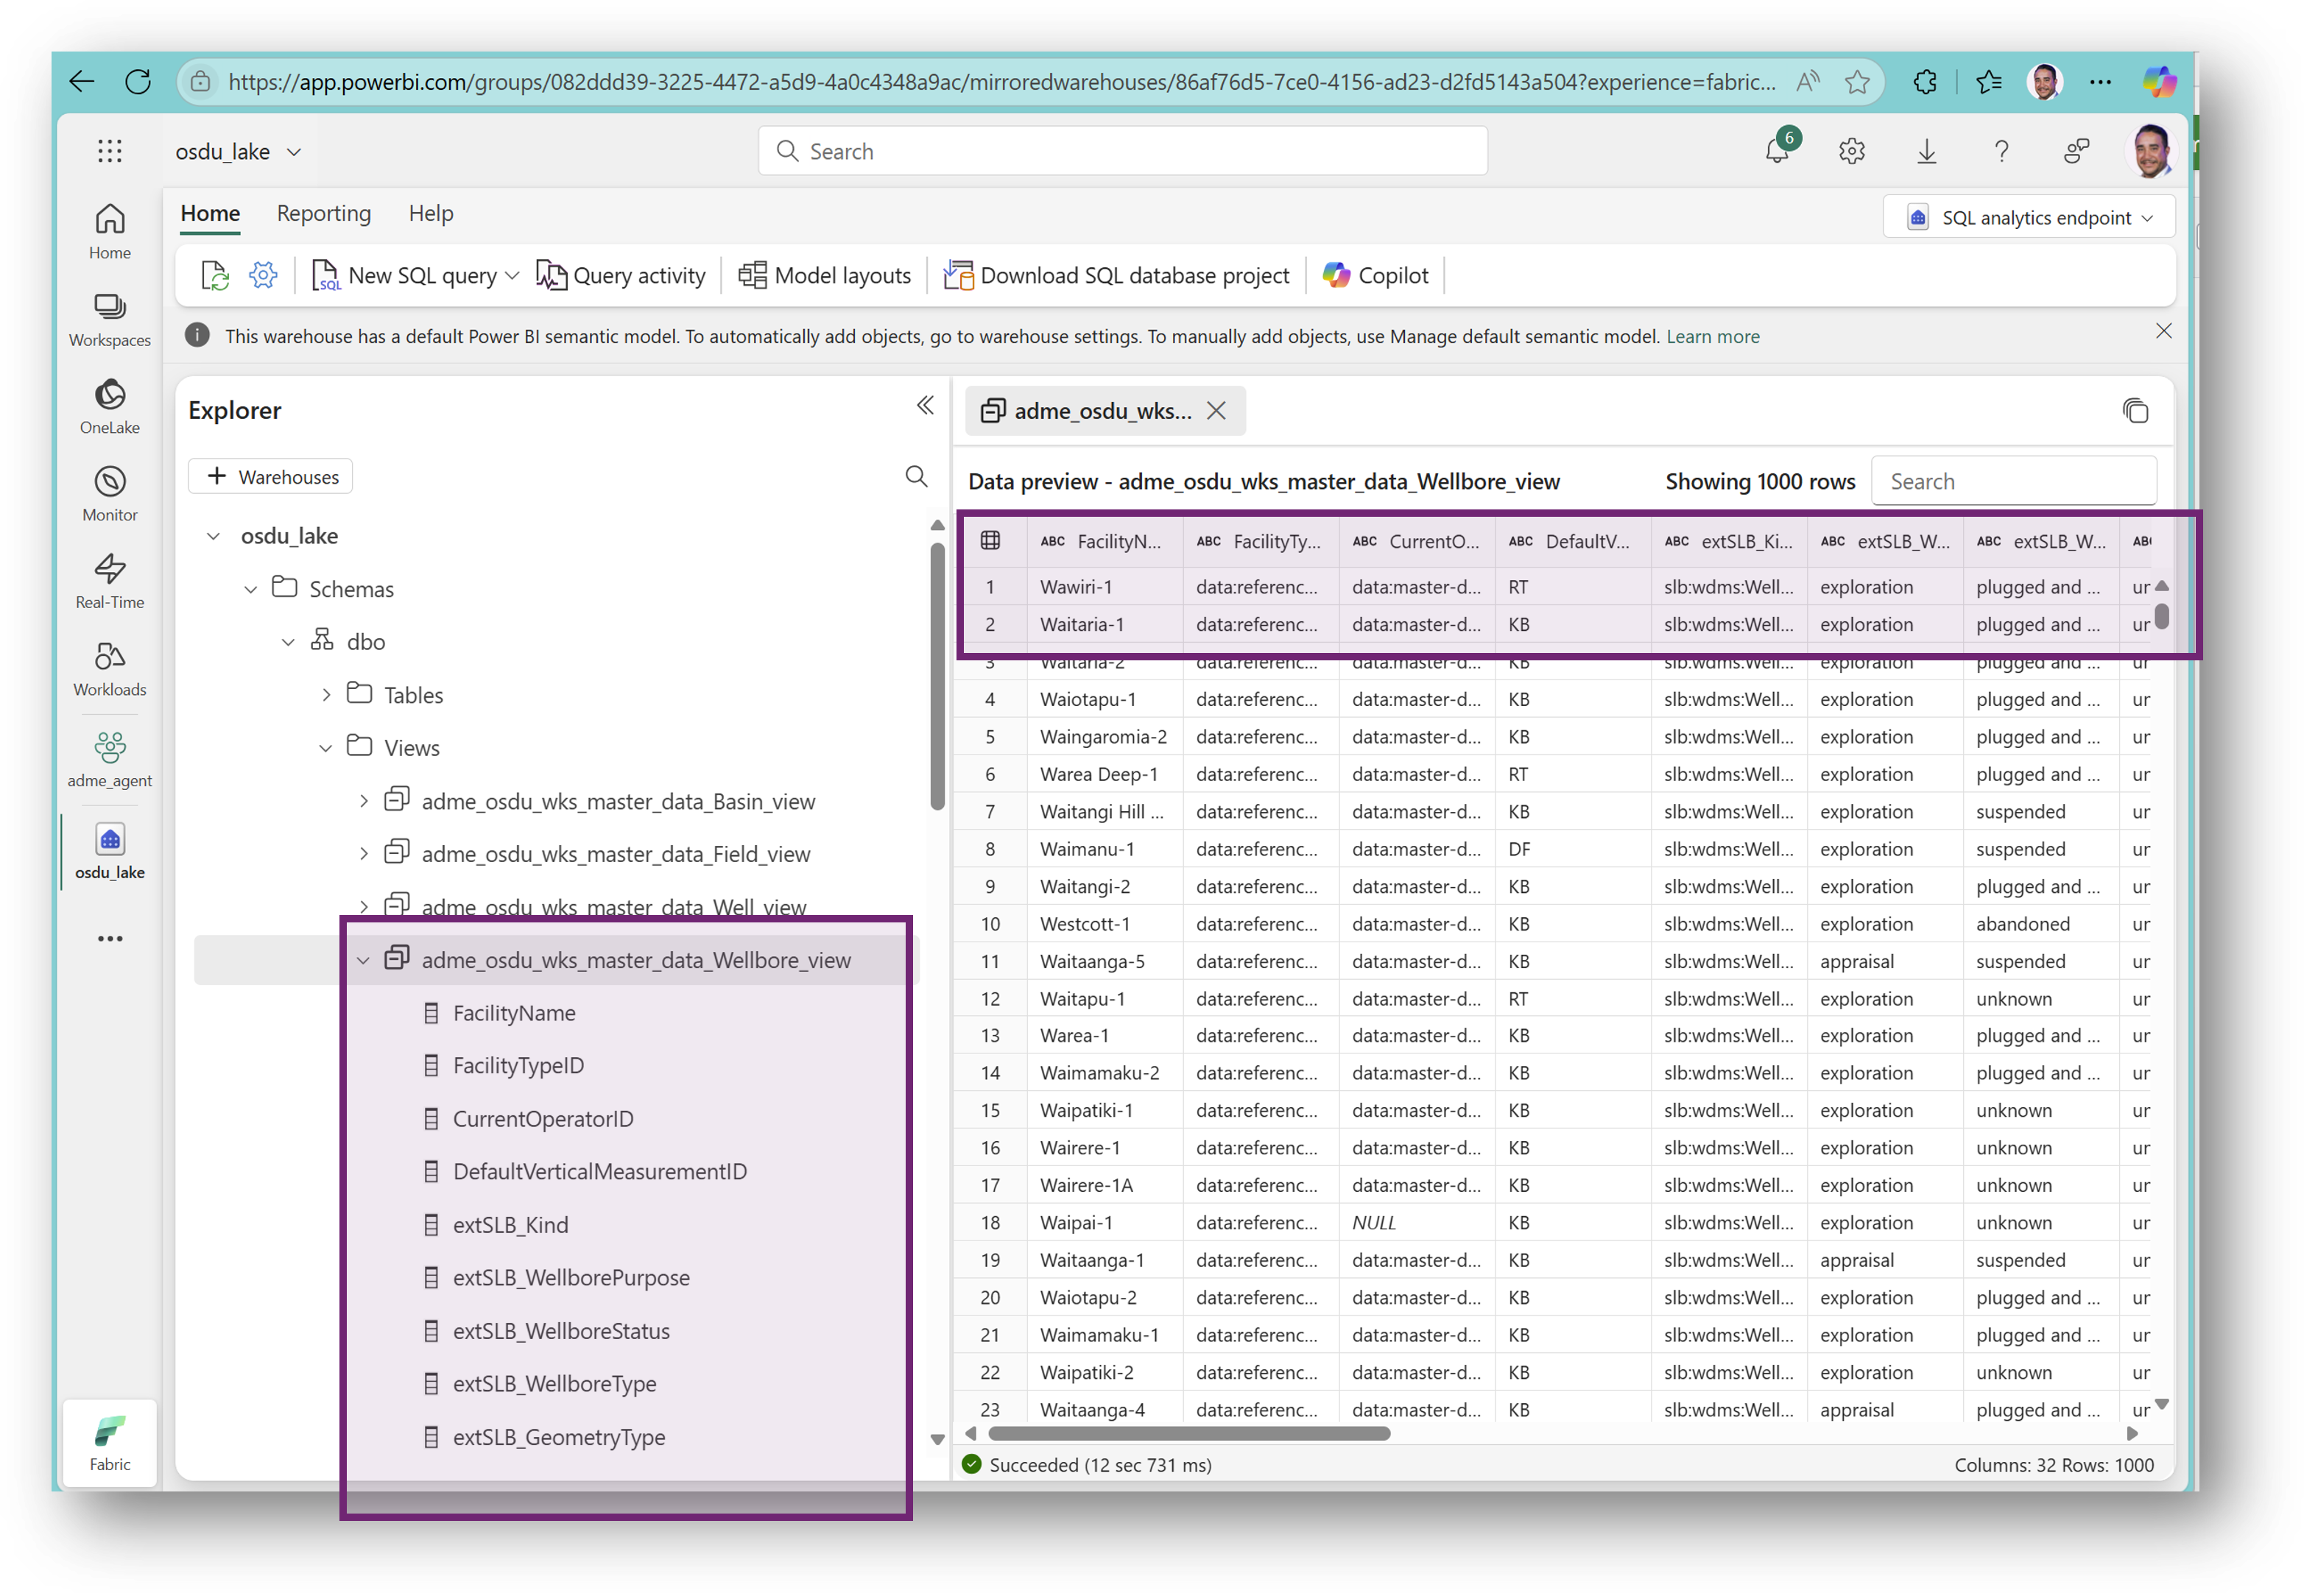 https://app.powerbi.com/groups/082ddd39-3225-4472-a5d9-4a0c4348a9ac/mirroredwarehouses/86af76d5-7ce0-4156-ad23-d2fd5143a504?experience=fabric...
osdu_lake
Search
6
Home Reporting Help
SQL analytics endpoint
New SQL query Query activity Model layouts Download SQL database project Copilot
This warehouse has a default Power BI semantic model. To automatically add objects, go to warehouse settings. To manually add objects, use Manage default semantic model. Learn more
Home
Workspaces
OneLake
Monitor
Real-Time
Workloads
adme_agent
osdu_lake
Fabric
Explorer
+ Warehouses
osdu_lake
Schemas
dbo
Tables
Views
adme_osdu_wks_master_data_Basin_view
adme_osdu_wks_master_data_Field_view
adme_osdu_wks_master_data_Well_view
adme_osdu_wks_master_data_Wellbore_view
FacilityName
FacilityTypeID
CurrentOperatorID
DefaultVerticalMeasurementID
extSLB_Kind
extSLB_WellborePurpose
extSLB_WellboreStatus
extSLB_WellboreType
extSLB_GeometryType
adme_osdu_wks...
Data preview - adme_osdu_wks_master_data_Wellbore_view Showing 1000 rows Search
ABC FacilityN... ABC FacilityTy... ABC CurrentO... ABC DefaultV... ABC extSLB_Ki... ABC extSLB_W... ABC extSLB_W...
1 Wawiri-1 data:referenc... data:master-d... RT slb:wdms:Well... exploration plugged and ... ur
2 Waitaria-1 data:referenc... data:master-d... KB slb:wdms:Well... exploration plugged and ... ur
3 Waitaria-2 data:referenc... data:master-d... KB slb:wdms:Well... exploration plugged and ... ur
4 Waiotapu-1 data:referenc... data:master-d... KB slb:wdms:Well... exploration plugged and ... ur
5 Waingaromia-2 data:referenc... data:master-d... KB slb:wdms:Well... exploration plugged and ... ur
6 Warea Deep-1 data:referenc... data:master-d... RT slb:wdms:Well... exploration plugged and ... ur
7 Waitangi Hill ... data:referenc... data:master-d... KB slb:wdms:Well... exploration suspended ur
8 Waimanu-1 data:referenc... data:master-d... DF slb:wdms:Well... exploration suspended ur
9 Waitangi-2 data:referenc... data:master-d... KB slb:wdms:Well... exploration plugged and ... ur
10 Westcott-1 data:referenc... data:master-d... KB slb:wdms:Well... exploration abandoned ur
11 Waitaanga-5 data:referenc... data:master-d... KB slb:wdms:Well... appraisal suspended ur
12 Waitapu-1 data:referenc... data:master-d... RT slb:wdms:Well... exploration unknown ur
13 Warea-1 data:referenc... data:master-d... KB slb:wdms:Well... exploration plugged and ... ur
14 Waimamaku-2 data:referenc... data:master-d... KB slb:wdms:Well... exploration plugged and ... ur
15 Waipatiki-1 data:referenc... data:master-d... KB slb:wdms:Well... exploration unknown ur
16 Wairere-1 data:referenc... data:master-d... KB slb:wdms:Well... exploration unknown ur
17 Wairere-1A data:referenc... data:master-d... KB slb:wdms:Well... exploration unknown ur
18 Waipai-1 data:referenc... NULL KB slb:wdms:Well... exploration unknown ur
19 Waitaanga-1 data:referenc... data:master-d... KB slb:wdms:Well... appraisal suspended ur
20 Waiotapu-2 data:referenc... data:master-d... KB slb:wdms:Well... exploration plugged and ... ur
21 Waimamaku-1 data:referenc... data:master-d... KB slb:wdms:Well... exploration plugged and ... ur
22 Waipatiki-2 data:referenc... data:master-d... KB slb:wdms:Well... exploration unknown ur
23 Waitaanga-4 data:referenc... data:master-d... KB slb:wdms:Well... appraisal plugged and ... ur
Succeeded (12 sec 731 ms) Columns: 32 Rows: 1000